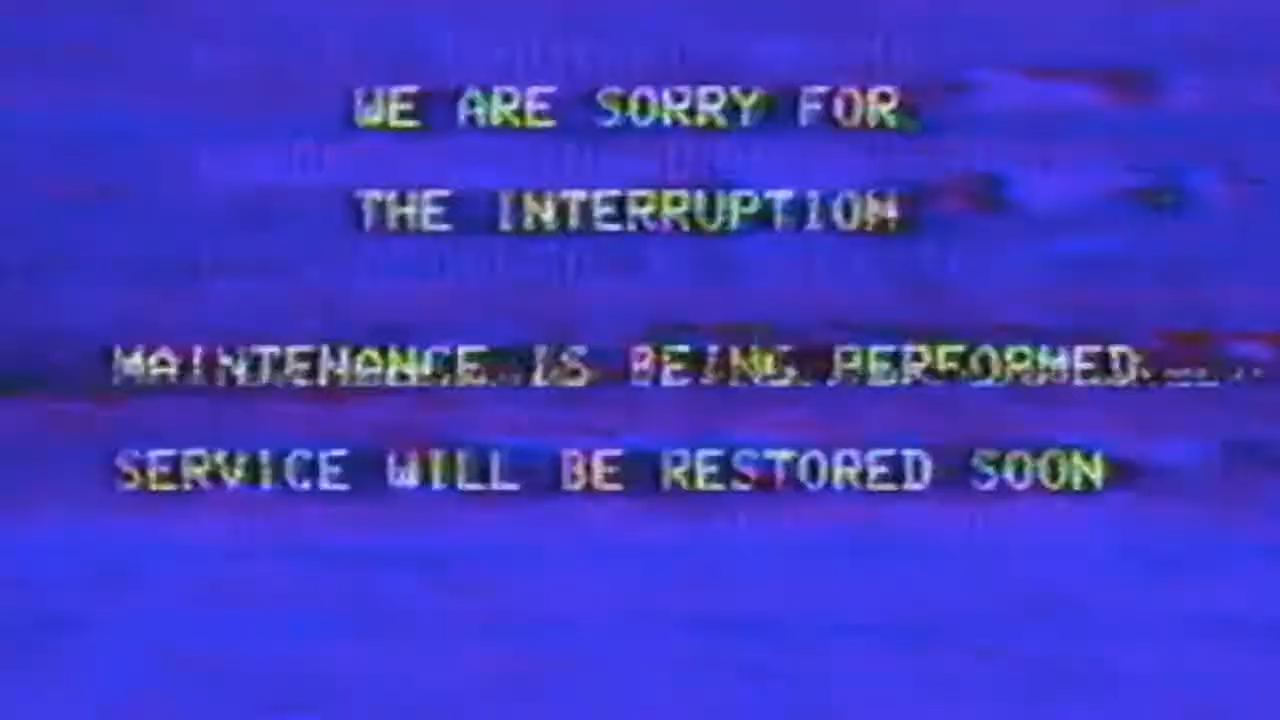 WE ARE SORRY FOR
THE INTERRUPTION
MAINTENANCE IS BEING PERFORMED
SERVICE WILL BE RESTORED SOON